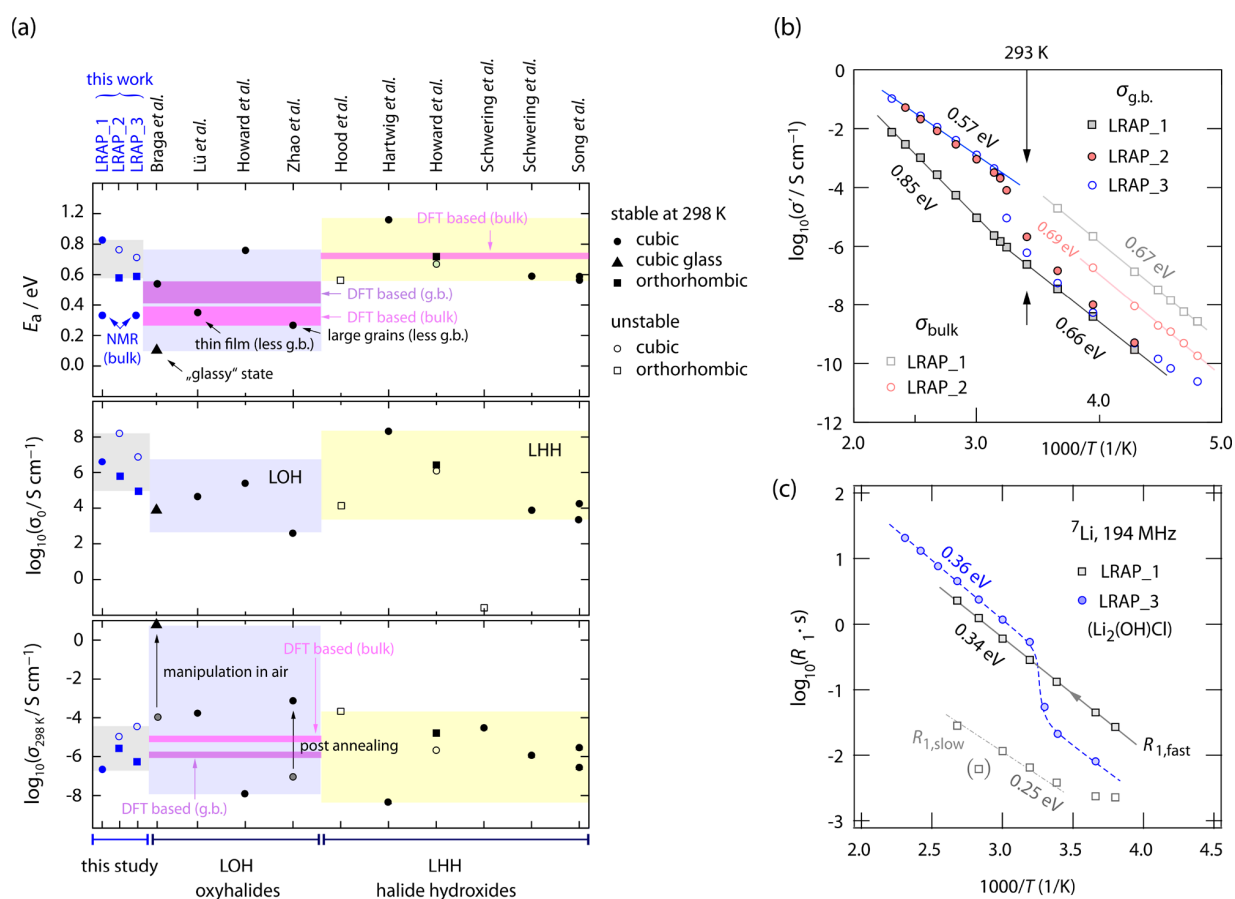 (a)
this work
LRAP_1
LRAP_2
LRAP_3
Braga et al.
Lü et al.
Howard et al.
Zhao et al.
Hood et al.
Hartwig et al.
Howard et al.
Schwering et al.
Schwering et al.
Song et al.
Eₐ / eV
1.2
1.0
0.8
0.6
0.4
0.2
0.0
DFT based (bulk)
DFT based (g.b.)
DFT based (bulk)
NMR
(bulk)
thin film (less g.b.)
large grains (less g.b.)
„glassy“ state
stable at 298 K
cubic
cubic glass
orthorhombic
unstable
cubic
orthorhombic
log₁₀(σ₀/ S cm⁻¹)
8
6
4
2
0
LOH
LHH
log₁₀(σ₂₉₈ K/ S cm⁻¹)
0
-2
-4
-6
-8
DFT based (bulk)
manipulation in air
post annealing
DFT based (g.b.)
this study
LOH
oxyhalides
LHH
halide hydroxides
(b)
293 K
log₁₀(σ′/ S cm⁻¹)
0
-2
-4
-6
-8
-10
-12
0.57 eV
0.85 eV
0.67 eV
0.69 eV
0.66 eV
σg.b.
LRAP_1
LRAP_2
LRAP_3
σbulk
LRAP_1
LRAP_2
2.0
3.0
4.0
5.0
1000/T (1/K)
(c)
log₁₀(R₁· s)
2
1
0
-1
-2
-3
⁷Li, 194 MHz
LRAP_1
LRAP_3
(Li₂(OH)Cl)
0.36 eV
0.34 eV
R₁,fast
R₁,slow
( )
0.25 eV
2.0
2.5
3.0
3.5
4.0
4.5
1000/T (1/K)